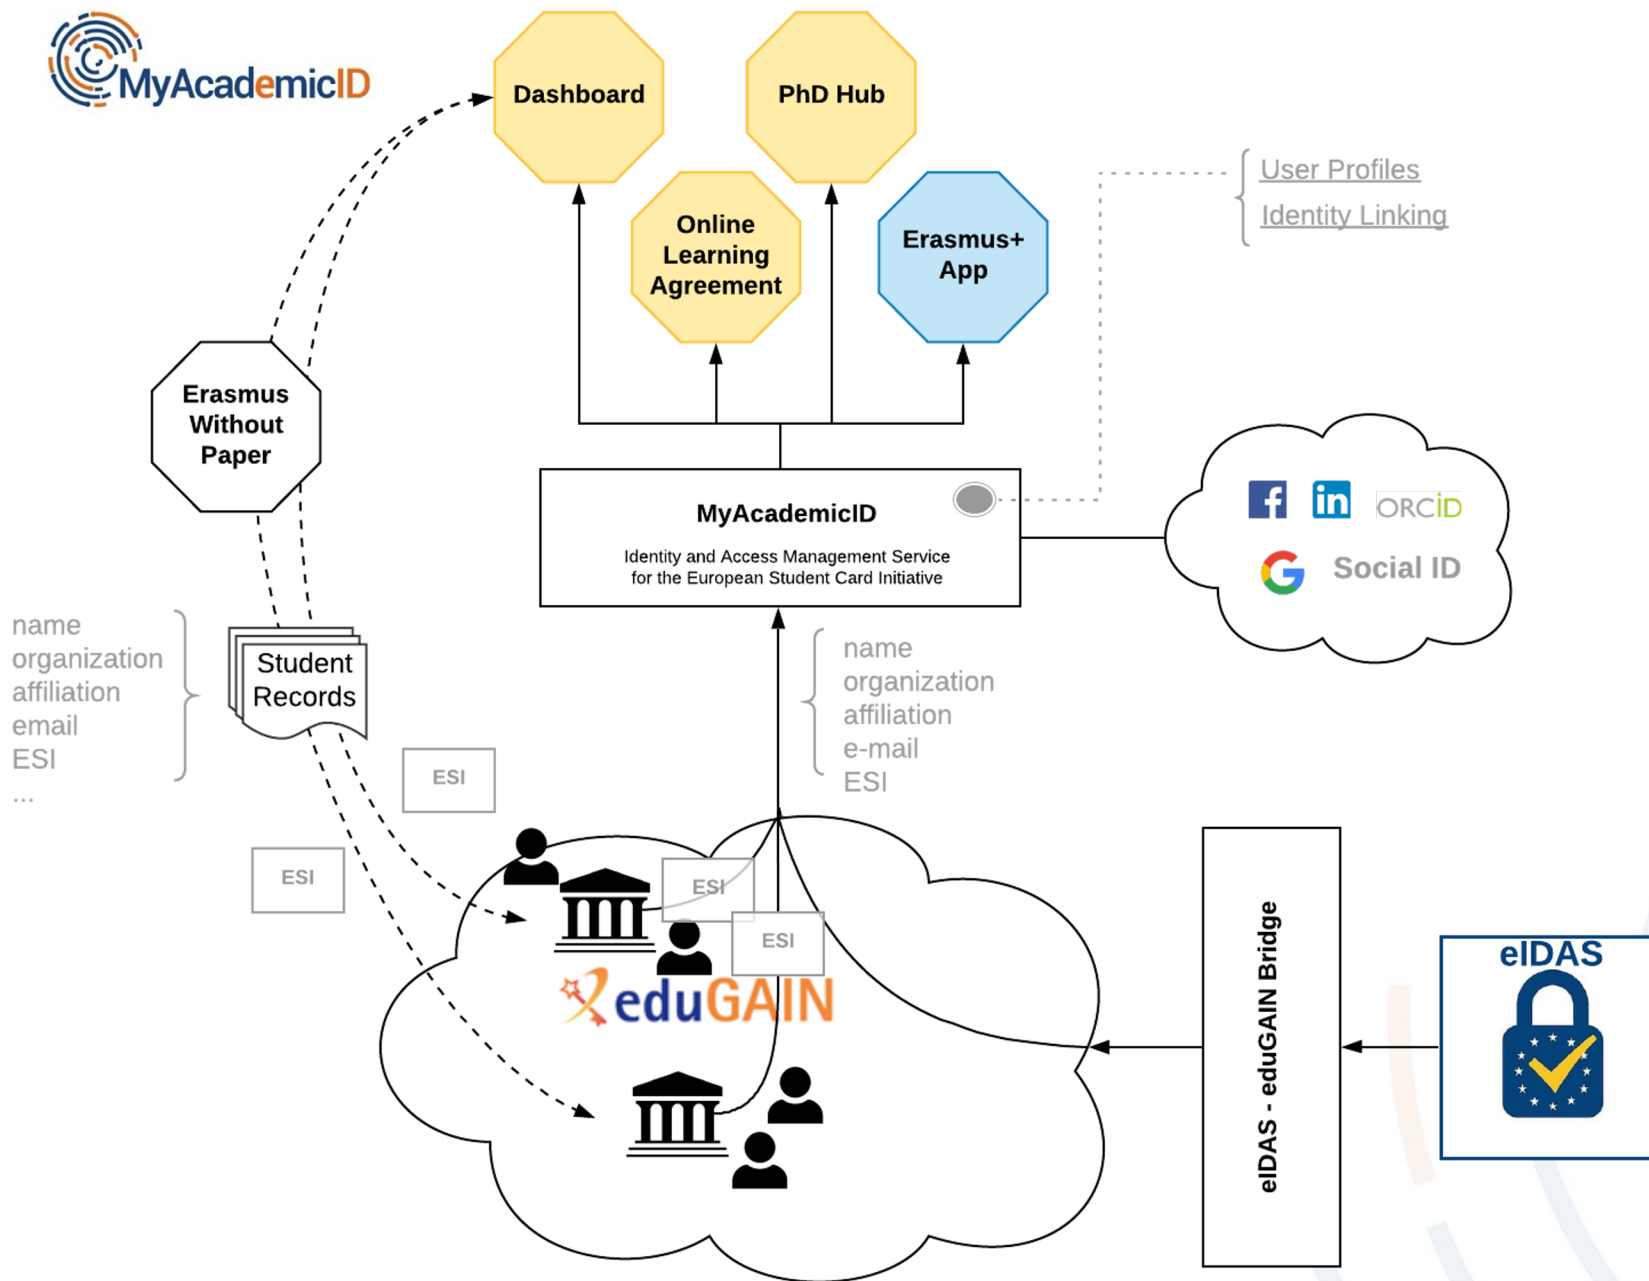 MyAcademicID
Dashboard
PhD Hub
Online
Learning
Agreement
Erasmus+
App
User Profiles
Identity Linking
Erasmus
Without
Paper
MyAcademicID
Identity and Access Management Service
for the European Student Card Initiative
in
ORCiD
Social ID
name
organization
affiliation
email
ESI
...
Student
Records
name
organization
affiliation
e-mail
ESI
ESI
ESI
ESI
ESI
eduGAIN
eIDAS - eduGAIN Bridge
eIDAS